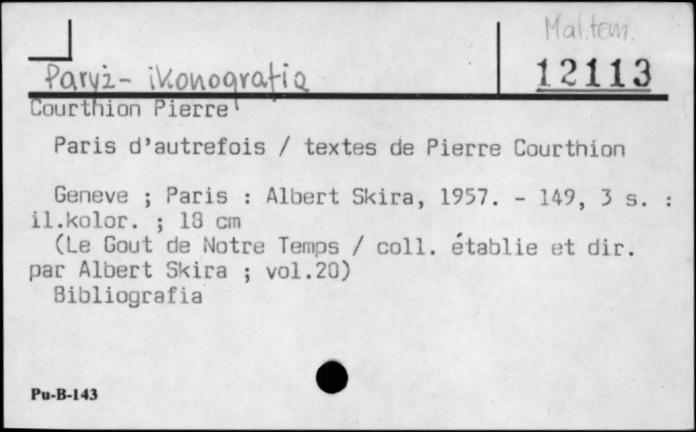 Mal.tem.
12113
Paryż - ikonografia
Courthion Pierre
Paris d'autrefois / textes de Pierre Courthion
Geneve ; Paris : Albert Skira, 1957. - 149, 3 s. :
il.kolor. ; 18 cm
(Le Gout de Notre Temps / coll. établie et dir.
par Albert Skira ; vol.20)
Bibliografia
Pu-B-143